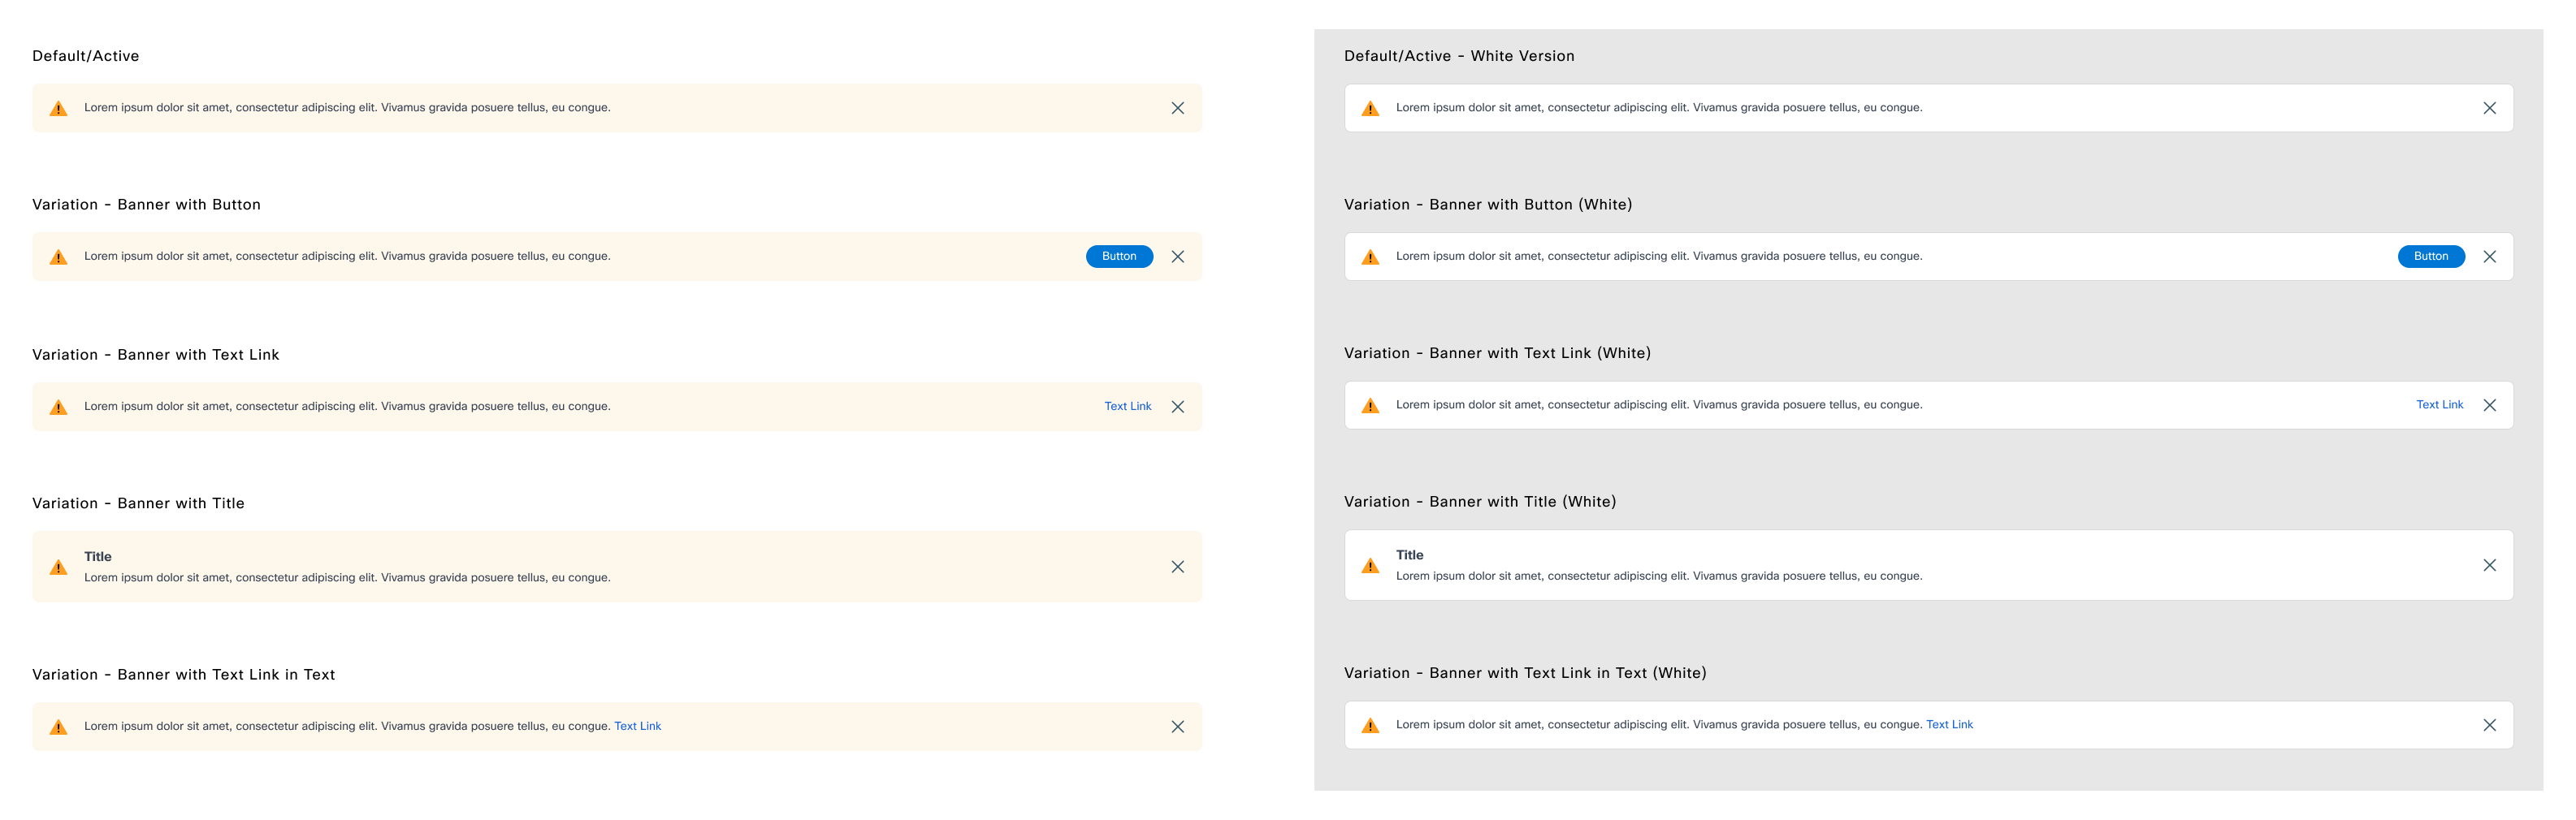 Default/Active
Lorem ipsum dolor sit amet, consectetur adipiscing elit. Vivamus gravida posuere tellus, eu congue.
Variation - Banner with Button
Lorem ipsum dolor sit amet, consectetur adipiscing elit. Vivamus gravida posuere tellus, eu congue.
Button
Variation - Banner with Text Link
Lorem ipsum dolor sit amet, consectetur adipiscing elit. Vivamus gravida posuere tellus, eu congue.
Text Link
Variation - Banner with Title
Title
Lorem ipsum dolor sit amet, consectetur adipiscing elit. Vivamus gravida posuere tellus, eu congue.
Variation - Banner with Text Link in Text
Lorem ipsum dolor sit amet, consectetur adipiscing elit. Vivamus gravida posuere tellus, eu congue. Text Link
Default/Active - White Version
Lorem ipsum dolor sit amet, consectetur adipiscing elit. Vivamus gravida posuere tellus, eu congue.
Variation - Banner with Button (White)
Lorem ipsum dolor sit amet, consectetur adipiscing elit. Vivamus gravida posuere tellus, eu congue.
Button
Variation - Banner with Text Link (White)
Lorem ipsum dolor sit amet, consectetur adipiscing elit. Vivamus gravida posuere tellus, eu congue.
Text Link
Variation - Banner with Title (White)
Title
Lorem ipsum dolor sit amet, consectetur adipiscing elit. Vivamus gravida posuere tellus, eu congue.
Variation - Banner with Text Link in Text (White)
Lorem ipsum dolor sit amet, consectetur adipiscing elit. Vivamus gravida posuere tellus, eu congue. Text Link